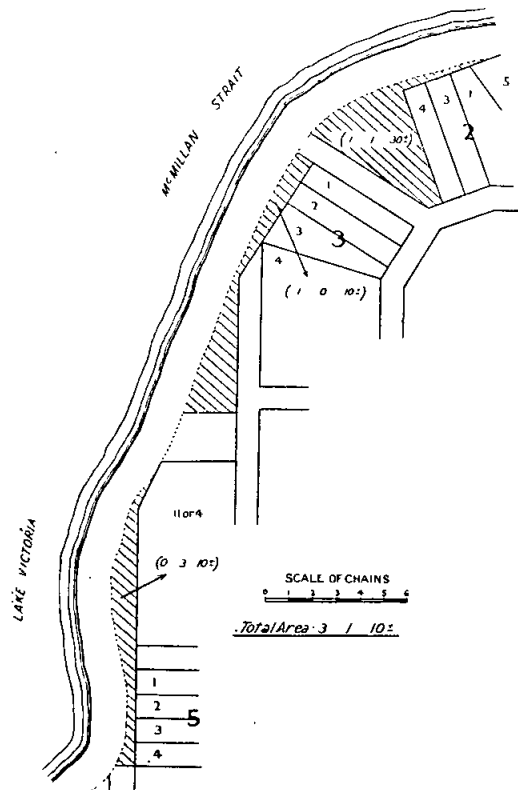 McMILLAN STRAIT
4 3 1 5
2
(1 1 30±)
1
2
3
3
4
(1 0 10±)
11 of 4
LAKE VICTORIA
(0 3 10±)
SCALE OF CHAINS
0 1 2 3 4 5 6
Total Area· 3 1 10±
1
2
5
3
4